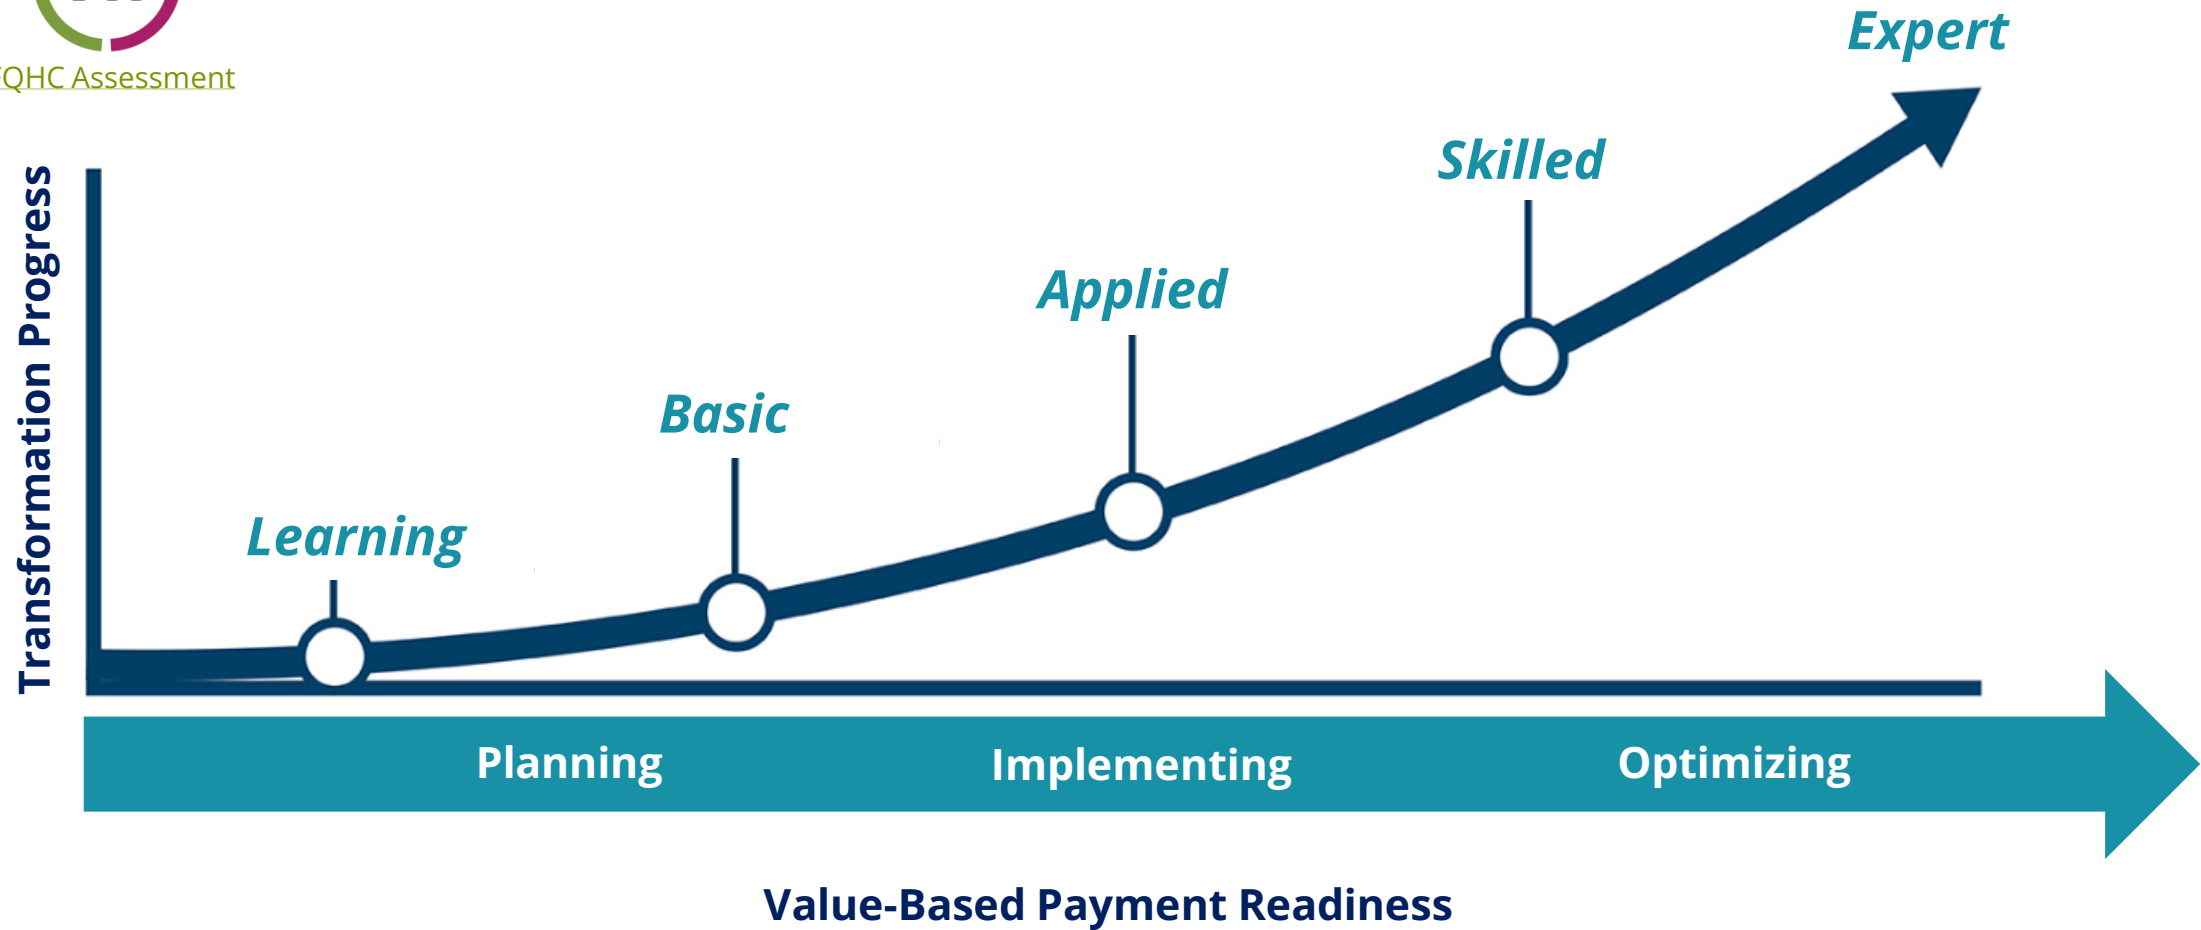 QHC Assessment
Expert
Skilled
Applied
Basic
Learning
Transformation Progress
Planning
Implementing
Optimizing
Value-Based Payment Readiness